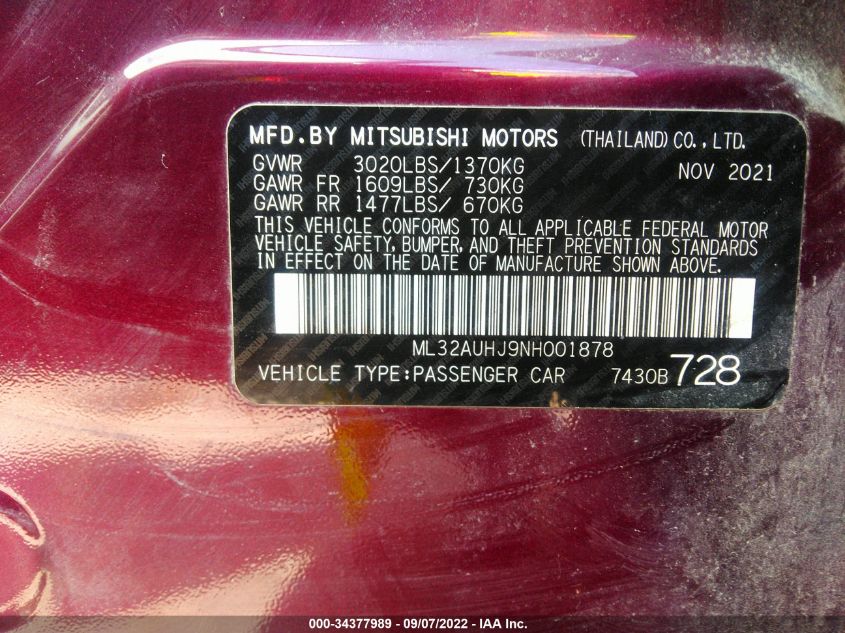 MFD.BY MITSUBISHI MOTORS (THAILAND) CO., LTD.
GVWR 3020LBS/1370KG NOV 2021
GAWR FR 1609LBS/ 730KG
GAWR RR 1477LBS/ 670KG
THIS VEHICLE CONFORMS TO ALL APPLICABLE FEDERAL MOTOR
VEHICLE SAFETY, BUMPER, AND THEFT PREVENTION STANDARDS
IN EFFECT ON THE DATE OF MANUFACTURE SHOWN ABOVE.
ML32AUHJ9NH001878
VEHICLE TYPE:PASSENGER CAR 7430B 728
000-34377989 - 09/07/2022 - IAA Inc.